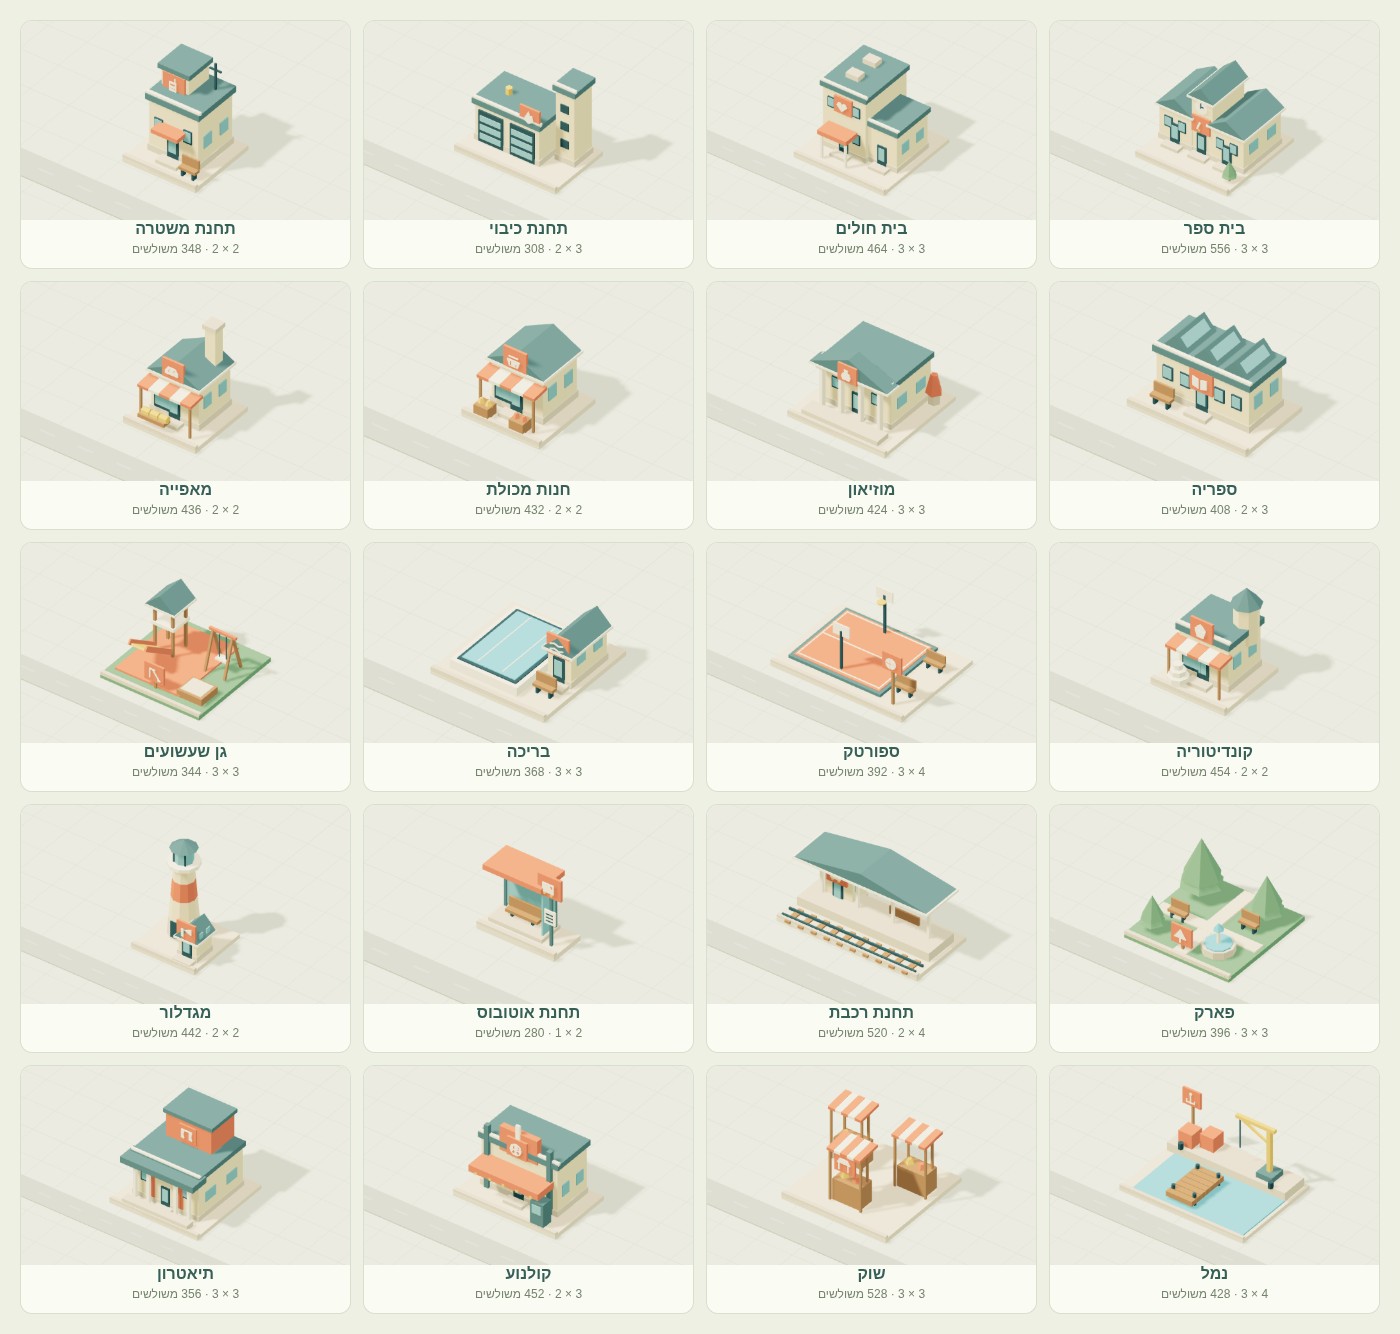 תחנת משטרה
2 × 2 · 348 משולשים
תחנת כיבוי
3 × 2 · 308 משולשים
בית חולים
3 × 3 · 464 משולשים
בית ספר
3 × 3 · 556 משולשים
מאפייה
2 × 2 · 436 משולשים
חנות מכולת
2 × 2 · 432 משולשים
מוזיאון
3 × 3 · 424 משולשים
ספריה
3 × 2 · 408 משולשים
גן שעשועים
3 × 3 · 344 משולשים
בריכה
3 × 3 · 368 משולשים
ספורטק
4 × 3 · 392 משולשים
קונדיטוריה
2 × 2 · 454 משולשים
מגדלור
2 × 2 · 442 משולשים
תחנת אוטובוס
2 × 1 · 280 משולשים
תחנת רכבת
4 × 2 · 520 משולשים
פארק
3 × 3 · 396 משולשים
תיאטרון
3 × 3 · 356 משולשים
קולנוע
3 × 2 · 452 משולשים
שוק
3 × 3 · 528 משולשים
נמל
4 × 3 · 428 משולשים